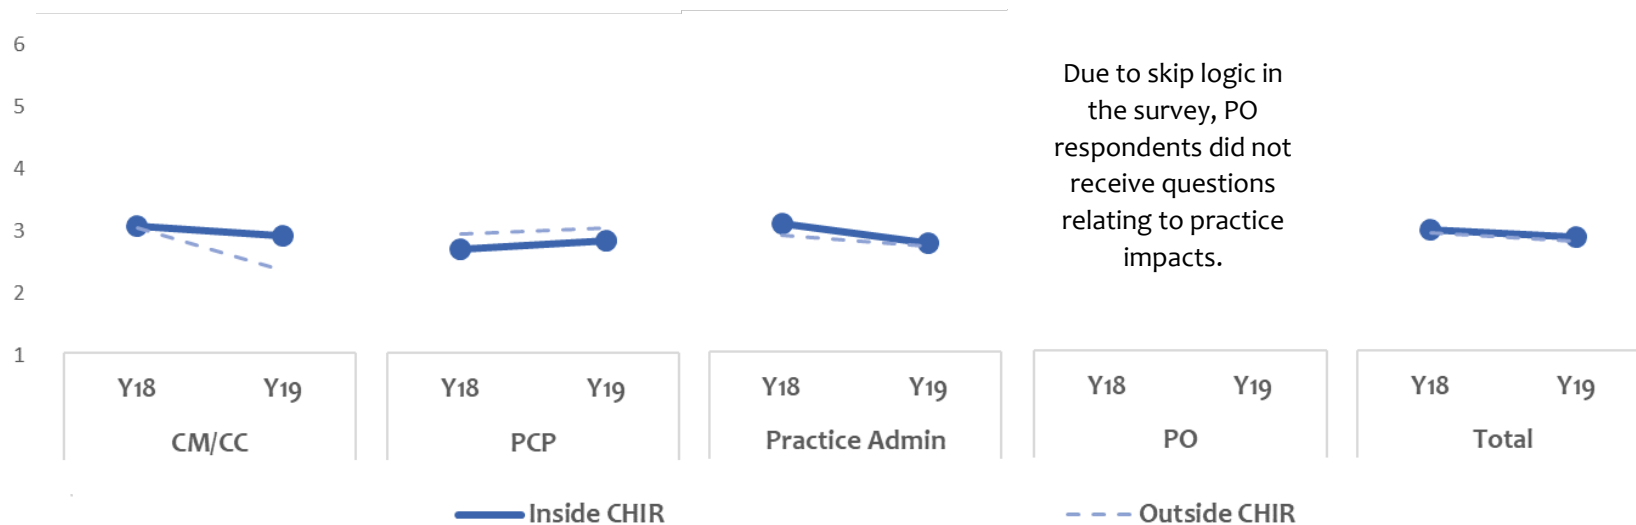 6
5
4
3
2
1
Due to skip logic in
the survey, PO
respondents did not
receive questions
relating to practice
impacts.
Y18 Y19 Y18 Y19 Y18 Y19 Y18 Y19 Y18 Y19
CM/CC PCP Practice Admin PO Total
Inside CHIR Outside CHIR